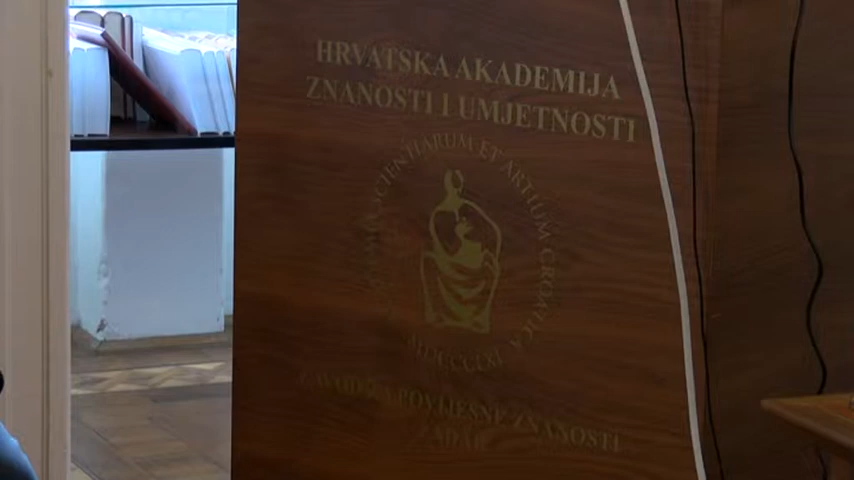 HRVATSKA AKADEMIJA
ZNANOSTI I UMJETNOSTI
ACADEMIA SCIENTIARUM ET ARTIUM CROATICA
MDCCCLXI
ZAVOD ZA POVIJESNE ZNANOSTI
ZADAR